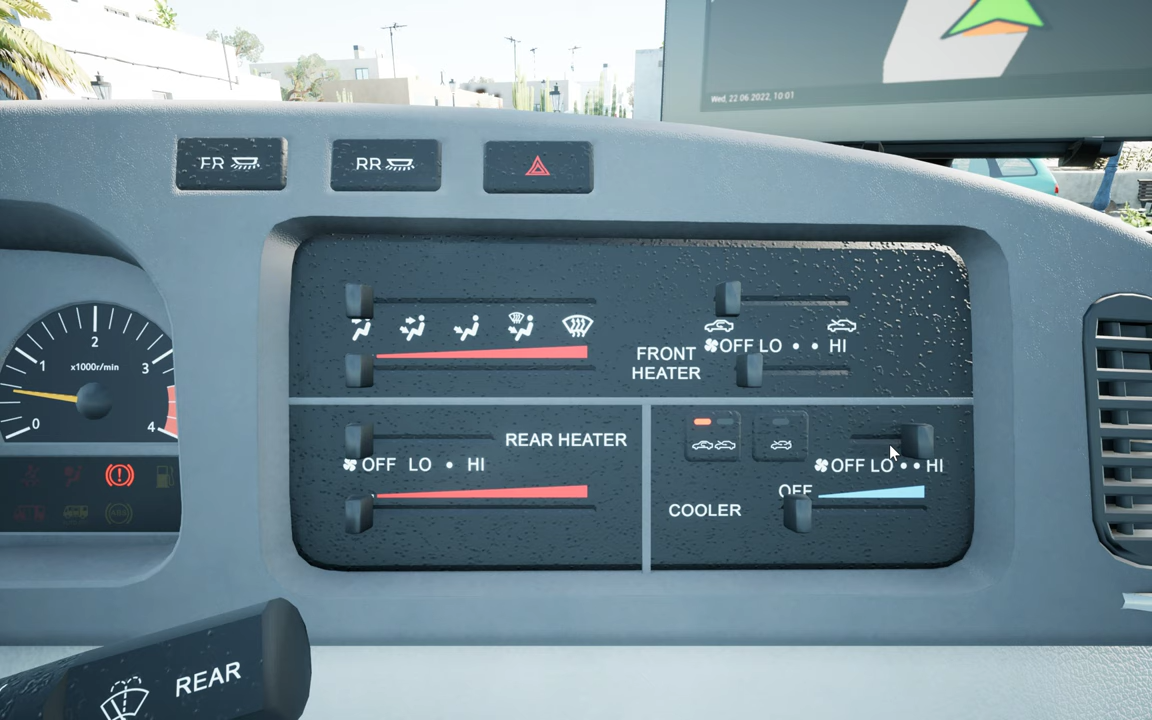 Wed, 22 06 2022, 10:01
FR
RR
x1000r/min
0
1
2
3
4
FRONT
HEATER
OFF LO • • HI
REAR HEATER
OFF LO • HI
OFF LO • • HI
OFF
COOLER
ABS
REAR